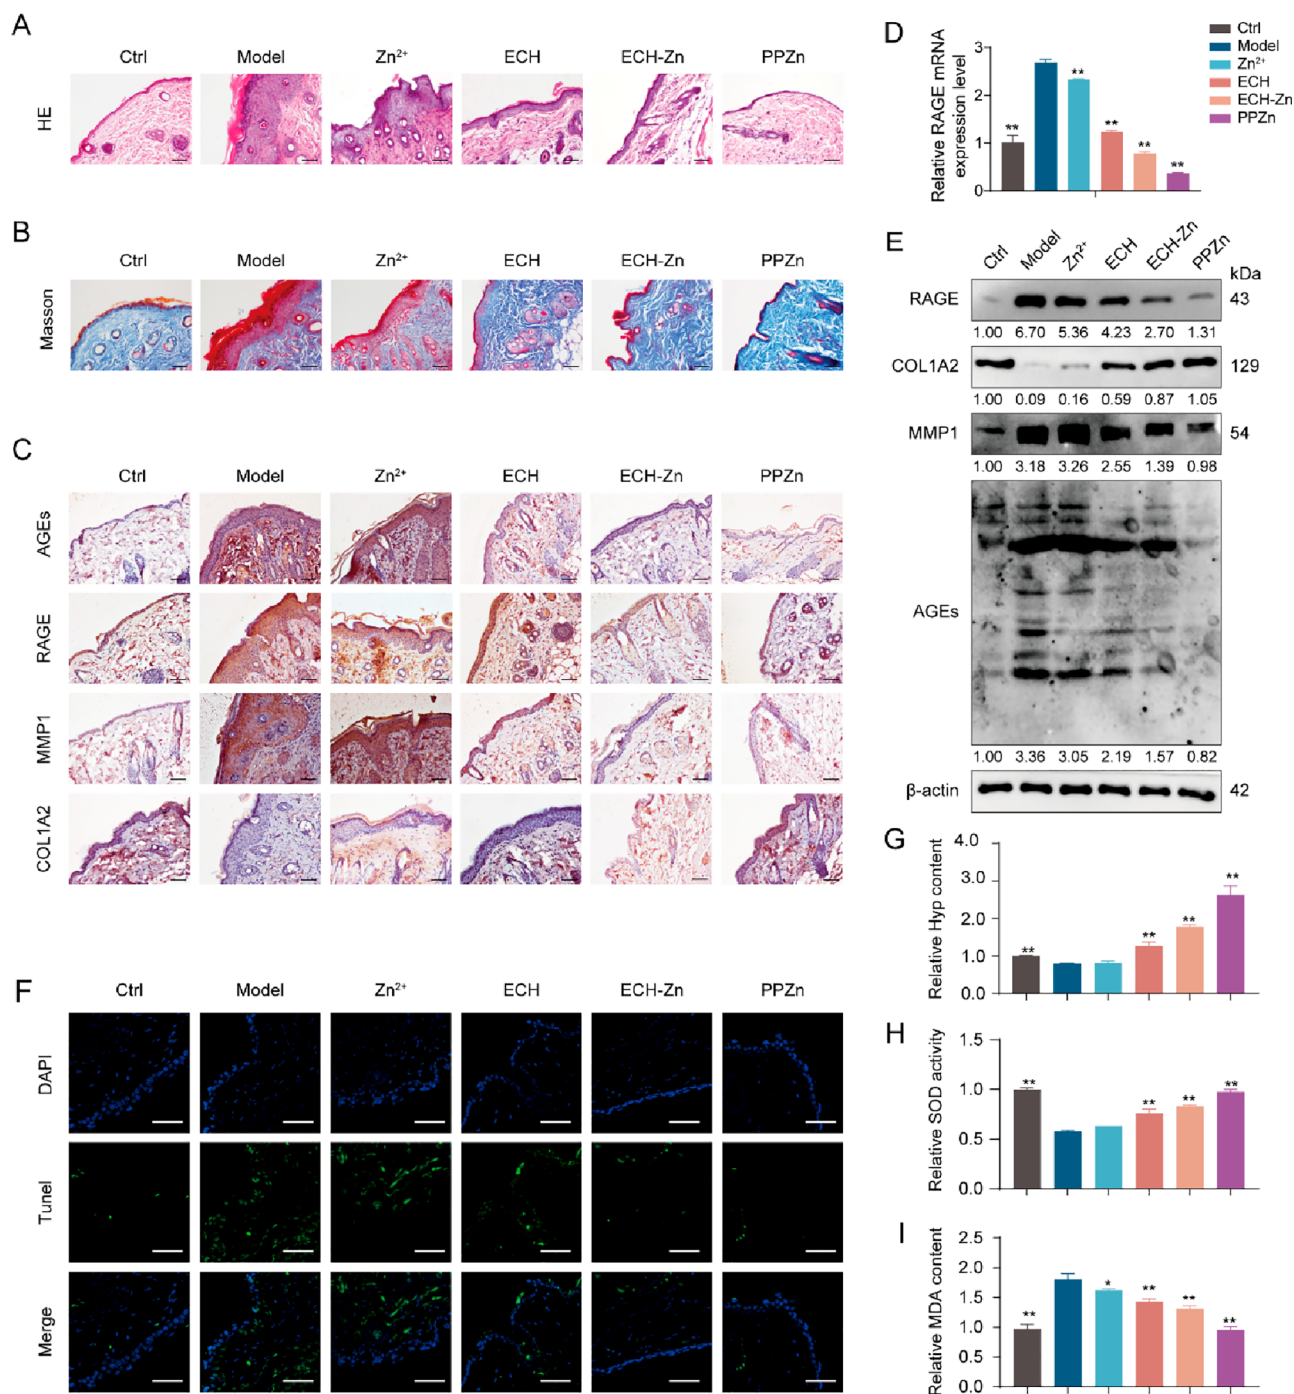 A
Ctrl Model Zn²⁺ ECH ECH-Zn PPZn
HE
B
Ctrl Model Zn²⁺ ECH ECH-Zn PPZn
Masson
C
Ctrl Model Zn²⁺ ECH ECH-Zn PPZn
AGEs
RAGE
MMP1
COL1A2
D
Relative RAGE mRNA
expression level
3
2
1
0
** ** ** ** **
Ctrl
Model
Zn²⁺
ECH
ECH-Zn
PPZn
E
Ctrl Model Zn²⁺ ECH ECH-Zn PPZn
kDa
RAGE 43
1.00 6.70 5.36 4.23 2.70 1.31
COL1A2 129
1.00 0.09 0.16 0.59 0.87 1.05
MMP1 54
1.00 3.18 3.26 2.55 1.39 0.98
AGEs
1.00 3.36 3.05 2.19 1.57 0.82
β-actin 42
F
Ctrl Model Zn²⁺ ECH ECH-Zn PPZn
DAPI
Tunel
Merge
G
Relative Hyp content
4.0
3.0
2.0
1.0
0.0
** ** ** **
H
Relative SOD activity
1.5
1.0
0.5
0.0
** ** ** **
I
Relative MDA content
2.5
2.0
1.5
1.0
0.5
0.0
** * ** ** **